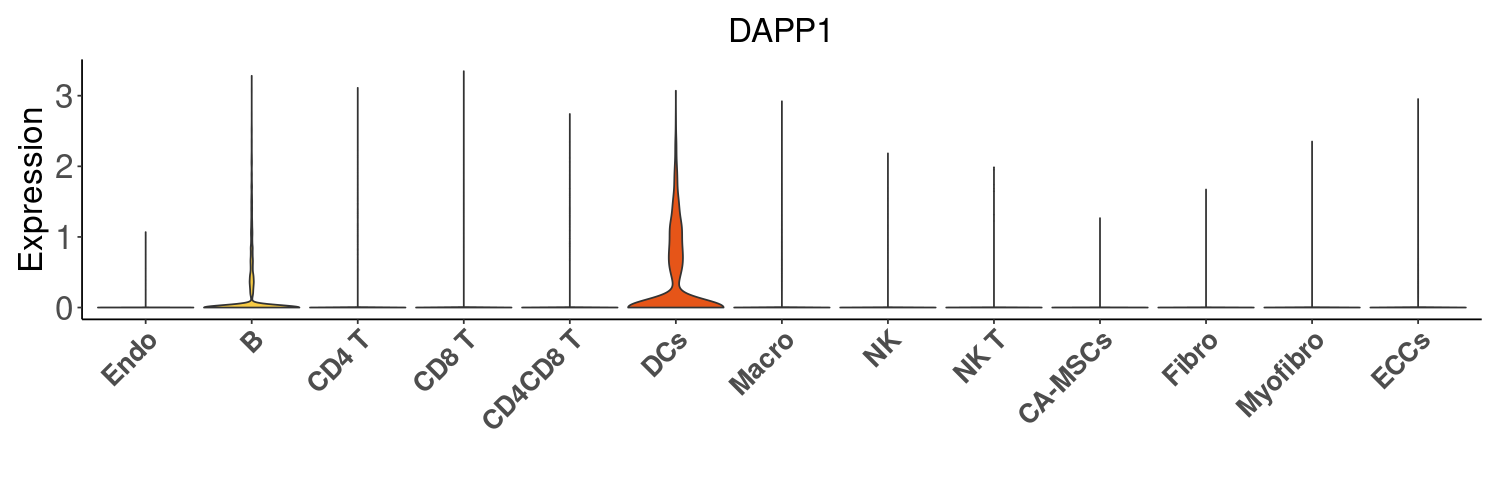 DAPP1
Expression
3
2
1
0
Endo
B
CD4 T
CD8 T
CD4CD8 T
DCs
Macro
NK
NK T
CA-MSCs
Fibro
Myofibro
ECCs